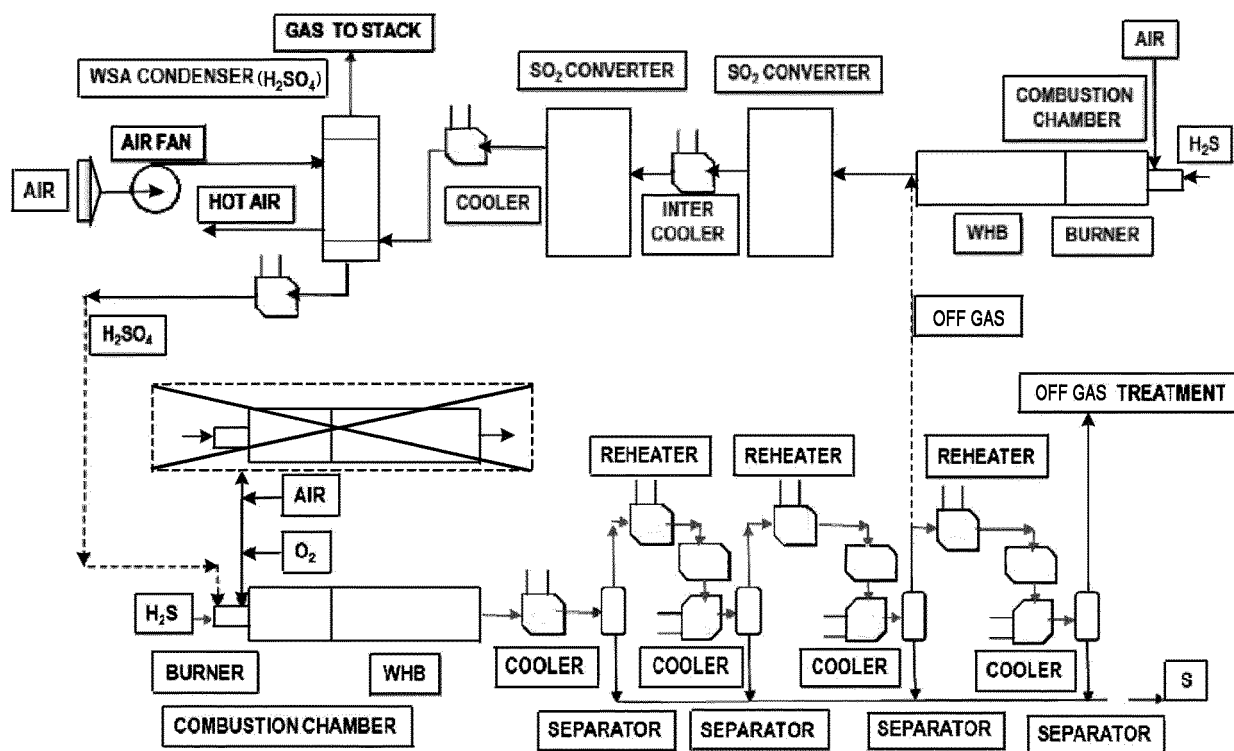 GAS TO STACK
AIR
WSA CONDENSER (H₂SO₄)
SO₂ CONVERTER
SO₂ CONVERTER
COMBUSTION
CHAMBER
AIR FAN
H₂S
AIR
HOT AIR
COOLER
INTER
COOLER
WHB
BURNER
H₂SO₄
OFF GAS
OFF GAS TREATMENT
REHEATER
REHEATER
REHEATER
AIR
O₂
H₂S
BURNER
WHB
COOLER
COOLER
COOLER
COOLER
S
COMBUSTION CHAMBER
SEPARATOR
SEPARATOR
SEPARATOR
SEPARATOR